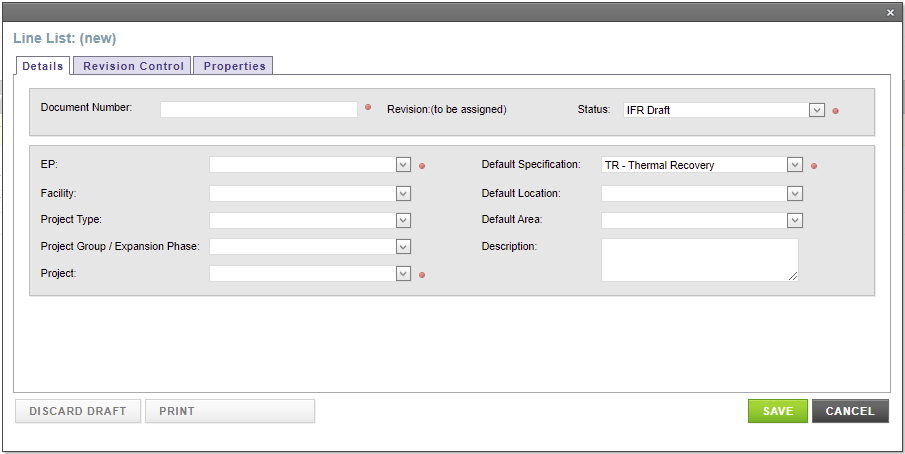 ×
Line List: (new)
Details Revision Control Properties
Document Number: Revision:(to be assigned) Status: IFR Draft
EP: Default Specification: TR - Thermal Recovery
Facility: Default Location:
Project Type: Default Area:
Project Group / Expansion Phase: Description:
Project:
DISCARD DRAFT PRINT SAVE CANCEL